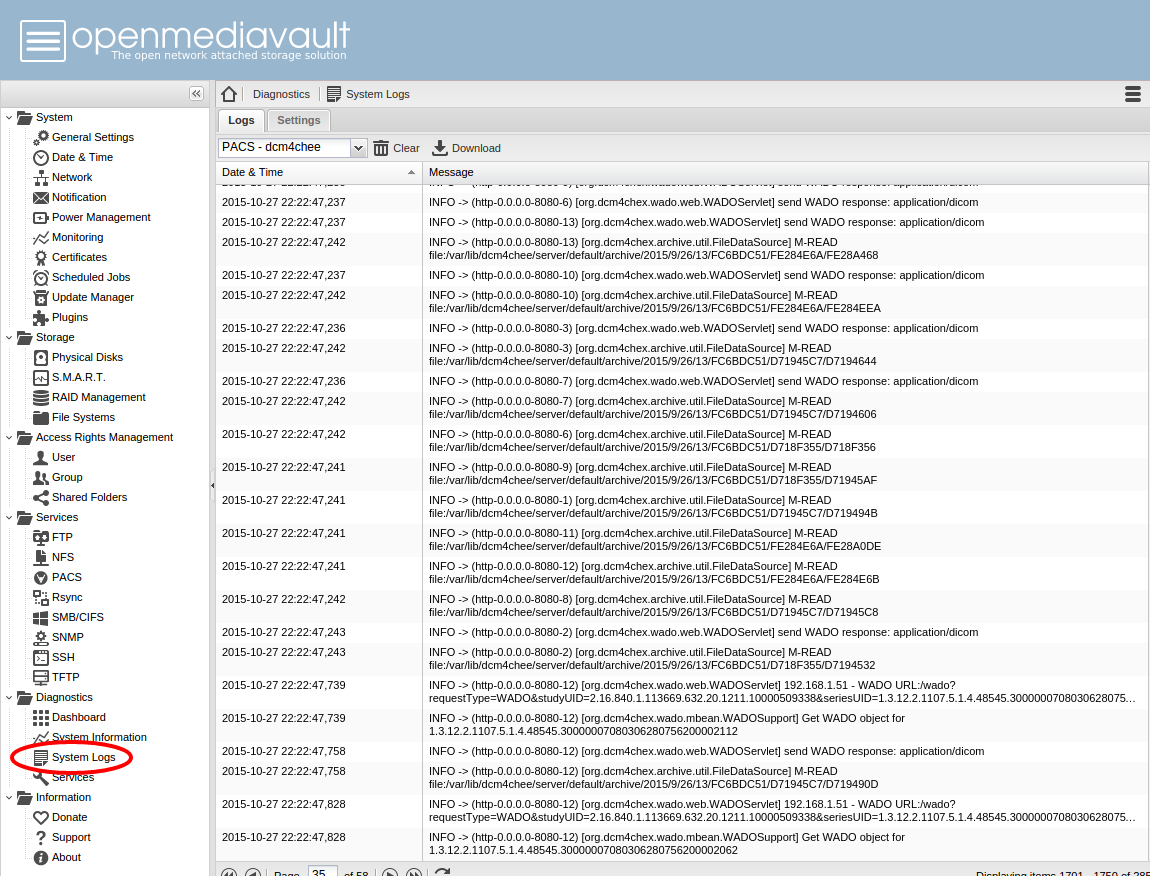 openmediavault
The open network attached storage solution
System
General Settings
Date & Time
Network
Notification
Power Management
Monitoring
Certificates
Scheduled Jobs
Update Manager
Plugins
Storage
Physical Disks
S.M.A.R.T.
RAID Management
File Systems
Access Rights Management
User
Group
Shared Folders
Services
FTP
NFS
PACS
Rsync
SMB/CIFS
SNMP
SSH
TFTP
Diagnostics
Dashboard
System Information
System Logs
Services
Information
Donate
Support
About
Diagnostics System Logs
Logs Settings
PACS - dcm4chee Clear Download
Date & Time Message
2015-10-27 22:22:47,237 INFO -> (http-0.0.0.0-8080-6) [org.dcm4chex.wado.web.WADOServlet] send WADO response: application/dicom
2015-10-27 22:22:47,237 INFO -> (http-0.0.0.0-8080-13) [org.dcm4chex.wado.web.WADOServlet] send WADO response: application/dicom
2015-10-27 22:22:47,242 INFO -> (http-0.0.0.0-8080-13) [org.dcm4chex.archive.util.FileDataSource] M-READ
file:/var/lib/dcm4chee/server/default/archive/2015/9/26/13/FC6BDC51/FE284E6A/FE28A468
2015-10-27 22:22:47,237 INFO -> (http-0.0.0.0-8080-10) [org.dcm4chex.wado.web.WADOServlet] send WADO response: application/dicom
2015-10-27 22:22:47,242 INFO -> (http-0.0.0.0-8080-10) [org.dcm4chex.archive.util.FileDataSource] M-READ
file:/var/lib/dcm4chee/server/default/archive/2015/9/26/13/FC6BDC51/FE284E6A/FE284EEA
2015-10-27 22:22:47,236 INFO -> (http-0.0.0.0-8080-3) [org.dcm4chex.wado.web.WADOServlet] send WADO response: application/dicom
2015-10-27 22:22:47,242 INFO -> (http-0.0.0.0-8080-3) [org.dcm4chex.archive.util.FileDataSource] M-READ
file:/var/lib/dcm4chee/server/default/archive/2015/9/26/13/FC6BDC51/D71945C7/D7194644
2015-10-27 22:22:47,236 INFO -> (http-0.0.0.0-8080-7) [org.dcm4chex.wado.web.WADOServlet] send WADO response: application/dicom
2015-10-27 22:22:47,242 INFO -> (http-0.0.0.0-8080-7) [org.dcm4chex.archive.util.FileDataSource] M-READ
file:/var/lib/dcm4chee/server/default/archive/2015/9/26/13/FC6BDC51/D71945C7/D7194606
2015-10-27 22:22:47,242 INFO -> (http-0.0.0.0-8080-6) [org.dcm4chex.archive.util.FileDataSource] M-READ
file:/var/lib/dcm4chee/server/default/archive/2015/9/26/13/FC6BDC51/D718F355/D718F356
2015-10-27 22:22:47,241 INFO -> (http-0.0.0.0-8080-9) [org.dcm4chex.archive.util.FileDataSource] M-READ
file:/var/lib/dcm4chee/server/default/archive/2015/9/26/13/FC6BDC51/D718F355/D71945AF
2015-10-27 22:22:47,241 INFO -> (http-0.0.0.0-8080-1) [org.dcm4chex.archive.util.FileDataSource] M-READ
file:/var/lib/dcm4chee/server/default/archive/2015/9/26/13/FC6BDC51/D71945C7/D719494B
2015-10-27 22:22:47,241 INFO -> (http-0.0.0.0-8080-11) [org.dcm4chex.archive.util.FileDataSource] M-READ
file:/var/lib/dcm4chee/server/default/archive/2015/9/26/13/FC6BDC51/FE284E6A/FE28A0DE
2015-10-27 22:22:47,241 INFO -> (http-0.0.0.0-8080-12) [org.dcm4chex.archive.util.FileDataSource] M-READ
file:/var/lib/dcm4chee/server/default/archive/2015/9/26/13/FC6BDC51/FE284E6A/FE284E6B
2015-10-27 22:22:47,242 INFO -> (http-0.0.0.0-8080-8) [org.dcm4chex.archive.util.FileDataSource] M-READ
file:/var/lib/dcm4chee/server/default/archive/2015/9/26/13/FC6BDC51/D71945C7/D71945C8
2015-10-27 22:22:47,243 INFO -> (http-0.0.0.0-8080-2) [org.dcm4chex.wado.web.WADOServlet] send WADO response: application/dicom
2015-10-27 22:22:47,243 INFO -> (http-0.0.0.0-8080-2) [org.dcm4chex.archive.util.FileDataSource] M-READ
file:/var/lib/dcm4chee/server/default/archive/2015/9/26/13/FC6BDC51/D718F355/D7194532
2015-10-27 22:22:47,739 INFO -> (http-0.0.0.0-8080-12) [org.dcm4chex.wado.web.WADOServlet] 192.168.1.51 - WADO URL:/wado?
requestType=WADO&studyUID=2.16.840.1.113669.632.20.1211.10000509338&seriesUID=1.3.12.2.1107.5.1.4.48545.3000000708030628075...
2015-10-27 22:22:47,739 INFO -> (http-0.0.0.0-8080-12) [org.dcm4chex.wado.mbean.WADOSupport] Get WADO object for
1.3.12.2.1107.5.1.4.48545.30000007080306280756200002112
2015-10-27 22:22:47,758 INFO -> (http-0.0.0.0-8080-12) [org.dcm4chex.wado.web.WADOServlet] send WADO response: application/dicom
2015-10-27 22:22:47,758 INFO -> (http-0.0.0.0-8080-12) [org.dcm4chex.archive.util.FileDataSource] M-READ
file:/var/lib/dcm4chee/server/default/archive/2015/9/26/13/FC6BDC51/D71945C7/D719490D
2015-10-27 22:22:47,828 INFO -> (http-0.0.0.0-8080-12) [org.dcm4chex.wado.web.WADOServlet] 192.168.1.51 - WADO URL:/wado?
requestType=WADO&studyUID=2.16.840.1.113669.632.20.1211.10000509338&seriesUID=1.3.12.2.1107.5.1.4.48545.3000000708030628075...
2015-10-27 22:22:47,828 INFO -> (http-0.0.0.0-8080-12) [org.dcm4chex.wado.mbean.WADOSupport] Get WADO object for
1.3.12.2.1107.5.1.4.48545.30000007080306280756200002062
Page 35 of 58 Displaying items 1701 - 1750 of 285